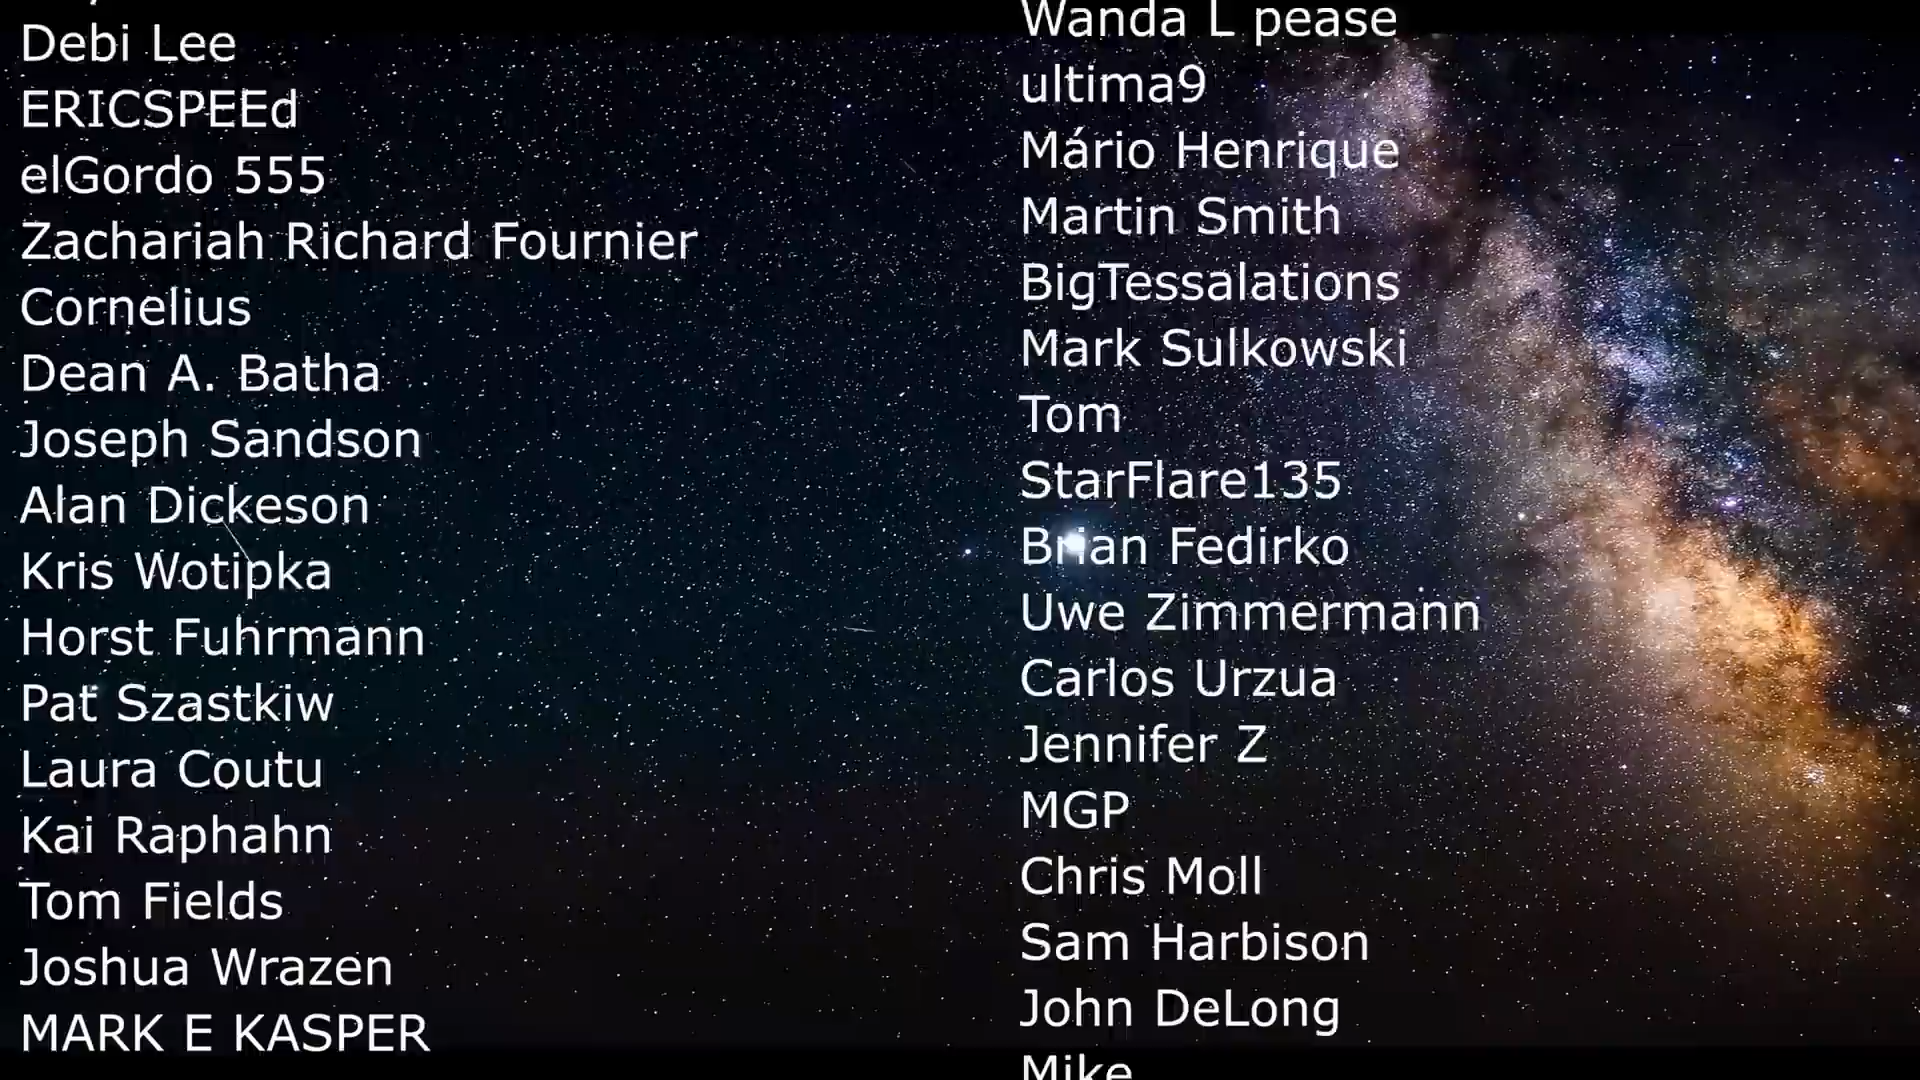 Debi Lee
ERICSPEEd
elGordo 555
Zachariah Richard Fournier
Cornelius
Dean A. Batha
Joseph Sandson
Alan Dickeson
Kris Wotipka
Horst Fuhrmann
Pat Szastkiw
Laura Coutu
Kai Raphahn
Tom Fields
Joshua Wrazen
MARK E KASPER
Wanda L pease
ultima9
Mário Henrique
Martin Smith
BigTessalations
Mark Sulkowski
Tom
StarFlare135
Brian Fedirko
Uwe Zimmermann
Carlos Urzua
Jennifer Z
MGP
Chris Moll
Sam Harbison
John DeLong
Mike